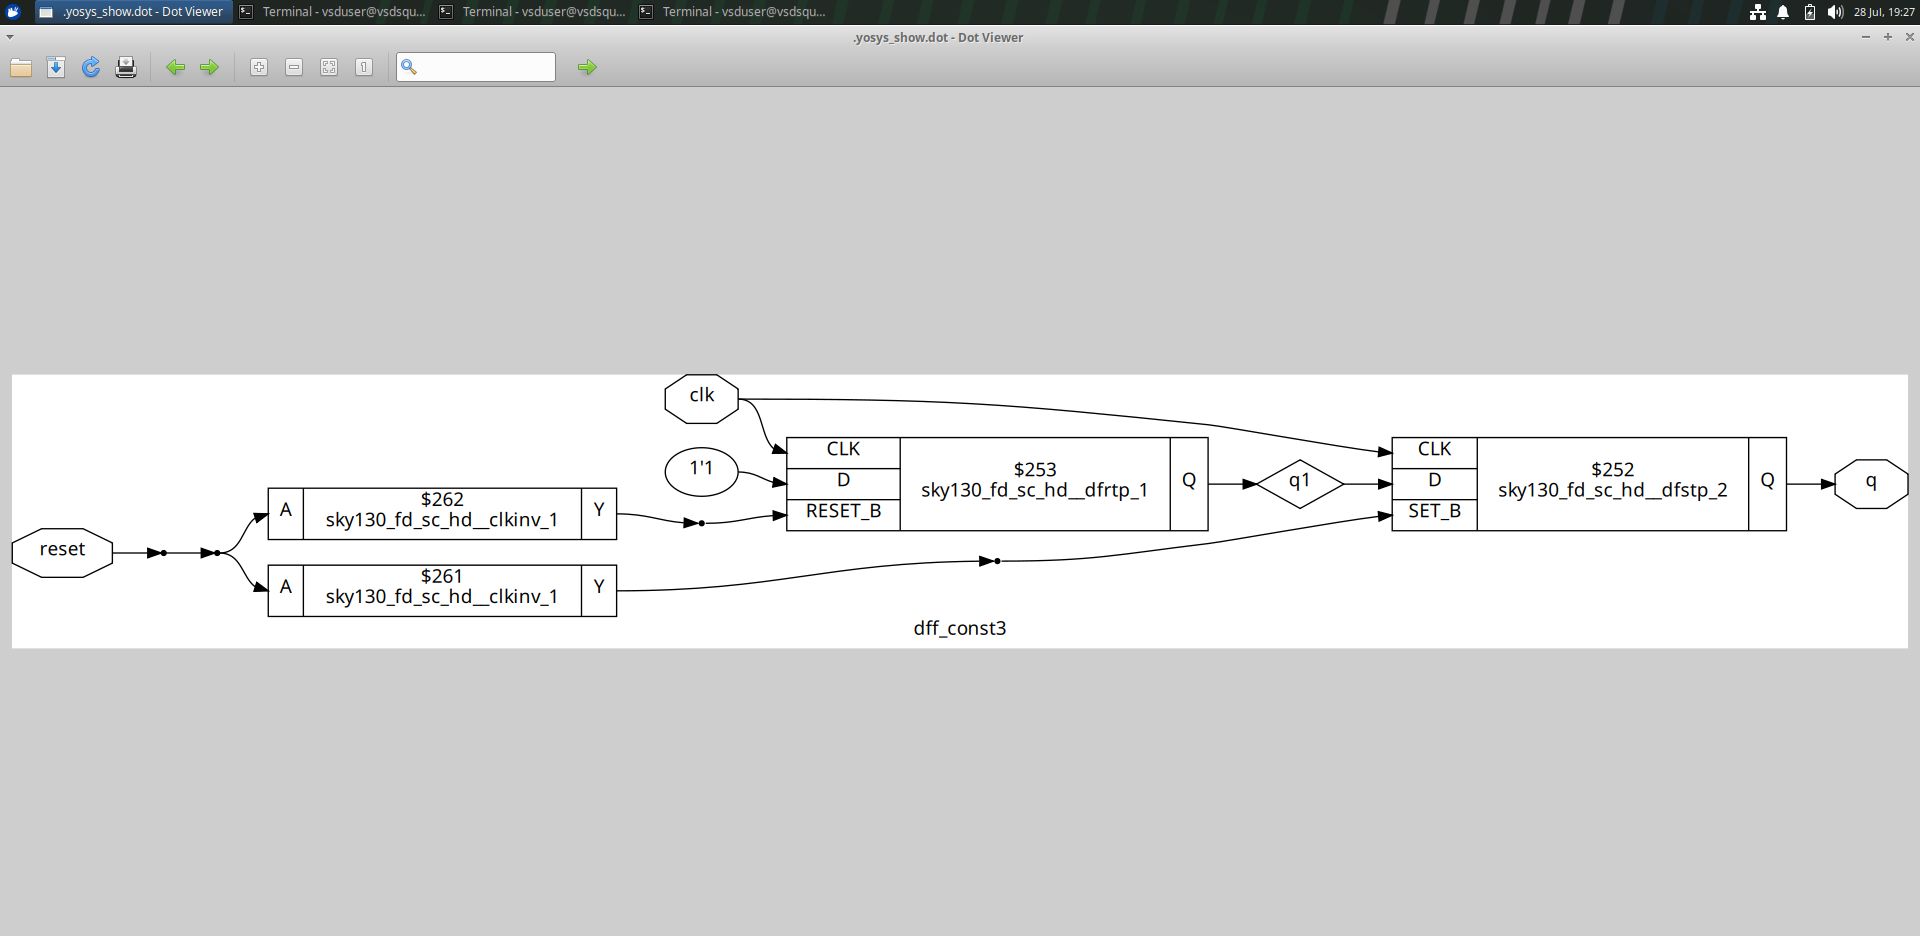 .yosys_show.dot - Dot Viewer
Terminal - vsduser@vsdsqu...
Terminal - vsduser@vsdsqu...
Terminal - vsduser@vsdsqu...
28 Jul, 19:27
.yosys_show.dot - Dot Viewer
clk
1'1
CLK
D
RESET_B
$253
sky130_fd_sc_hd__dfrtp_1
Q
q1
CLK
D
SET_B
$252
sky130_fd_sc_hd__dfstp_2
Q
q
reset
A
$262
sky130_fd_sc_hd__clkinv_1
Y
A
$261
sky130_fd_sc_hd__clkinv_1
Y
dff_const3